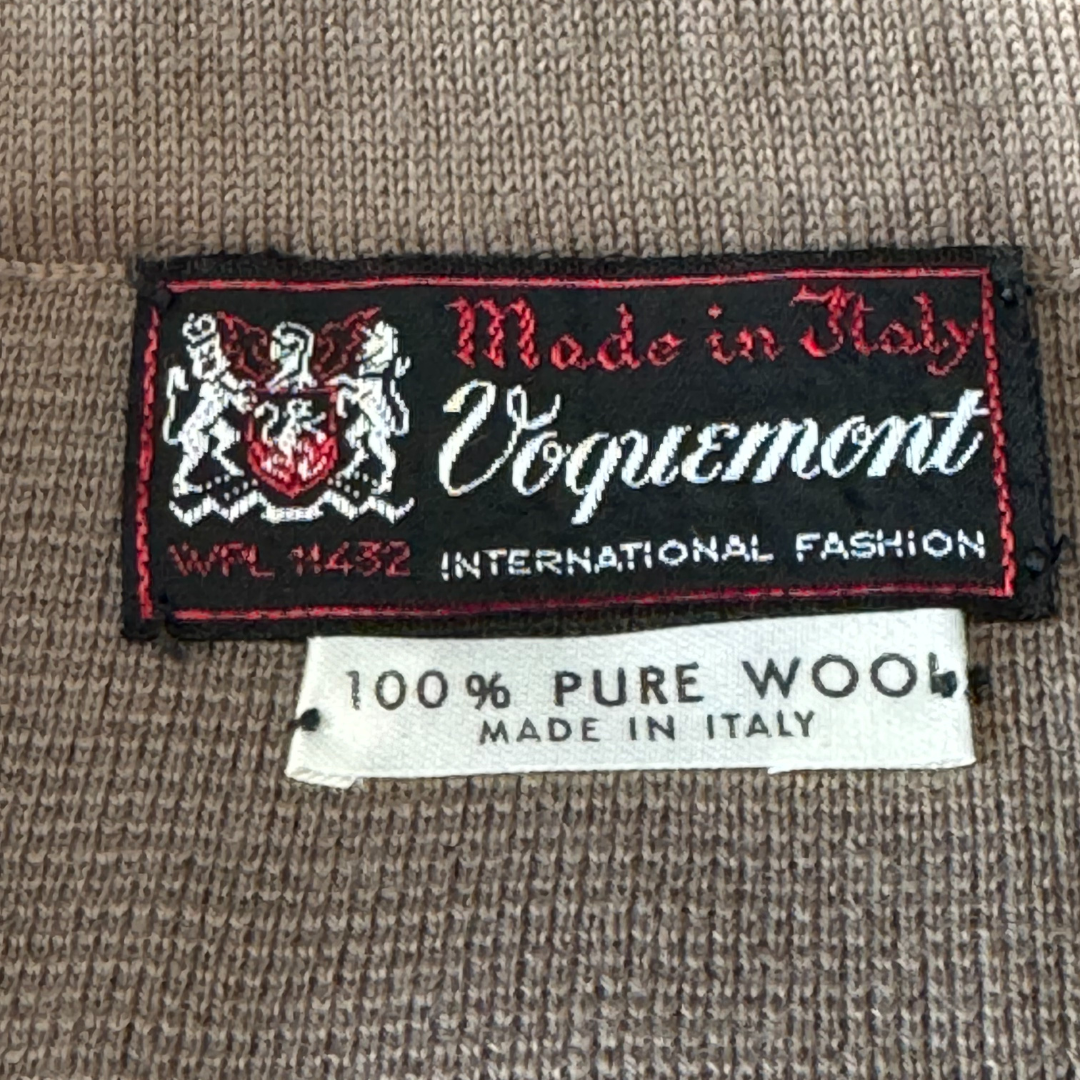 Made in Italy
Voguemont
WPL 11432
INTERNATIONAL FASHION
100% PURE WOOL
MADE IN ITALY